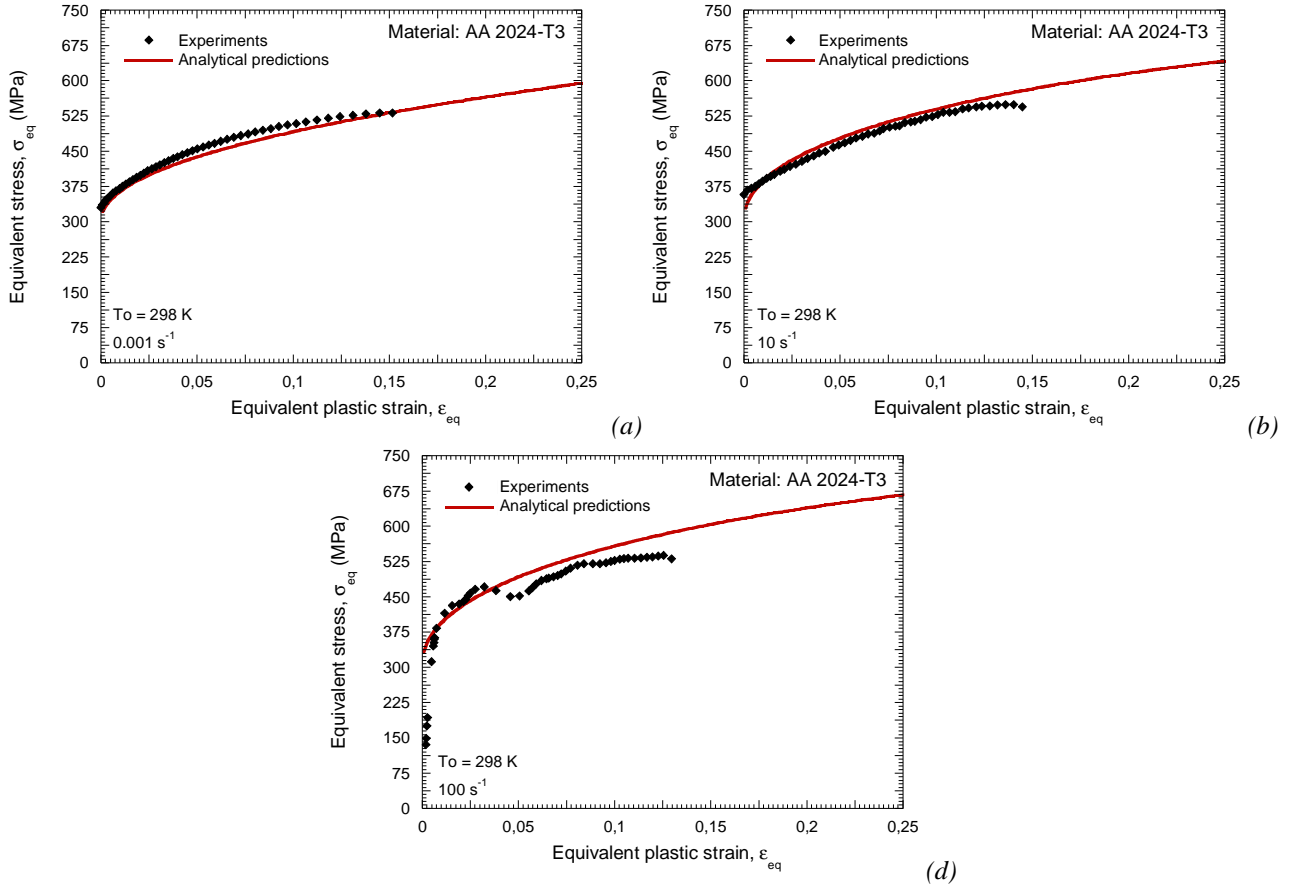 750
675
600
525
450
375
300
225
150
75
0
Equivalent stress, σeq (MPa)
Experiments
Analytical predictions
Material: AA 2024-T3
To = 298 K
0.001 s-1
0
0,05
0,1
0,15
0,2
0,25
Equivalent plastic strain, εeq
(a)
750
675
600
525
450
375
300
225
150
75
0
Equivalent stress, σeq (MPa)
Experiments
Analytical predictions
Material: AA 2024-T3
To = 298 K
10 s-1
0
0,05
0,1
0,15
0,2
0,25
Equivalent plastic strain, εeq
(b)
750
675
600
525
450
375
300
225
150
75
0
Equivalent stress, σeq (MPa)
Experiments
Analytical predictions
Material: AA 2024-T3
To = 298 K
100 s-1
0
0,05
0,1
0,15
0,2
0,25
Equivalent plastic strain, εeq
(d)